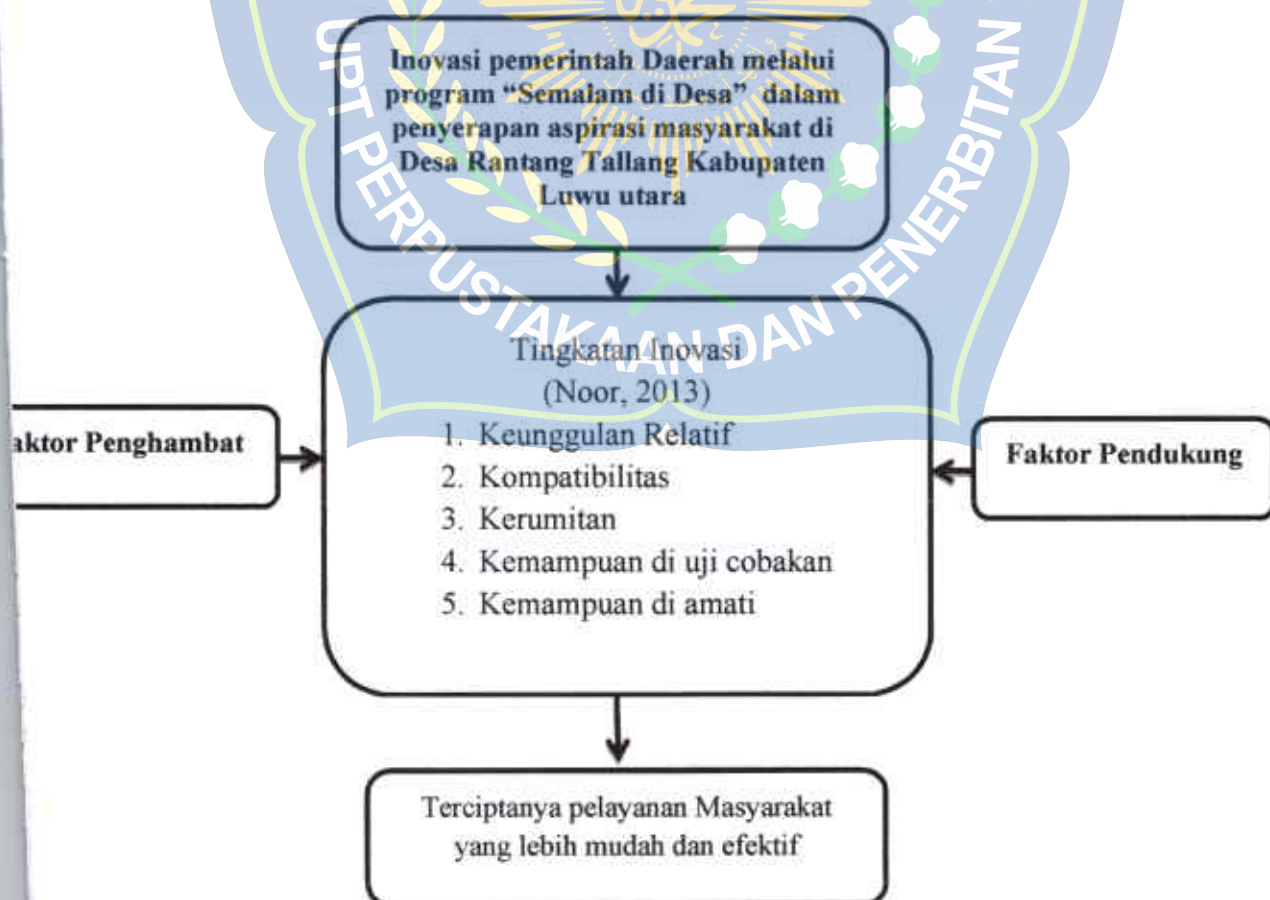 Inovasi pemerintah Daerah melalui
program “Semalam di Desa” dalam
penyerapan aspirasi masyarakat di
Desa Rantang Tallang Kabupaten
Luwu utara
Tingkatan Inovasi
(Noor, 2013)
1. Keunggulan Relatif
2. Kompatibilitas
3. Kerumitan
4. Kemampuan di uji cobakan
5. Kemampuan di amati
aktor Penghambat
Faktor Pendukung
Terciptanya pelayanan Masyarakat
yang lebih mudah dan efektif
UPT PERPUSTAKAAN DAN PENERBITAN